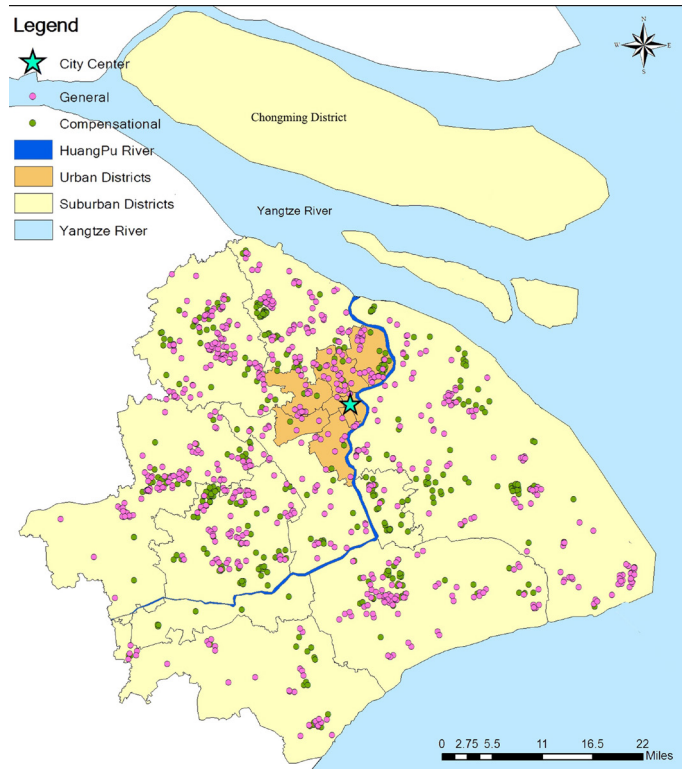 Legend
City Center
General
Compensational
HuangPu River
Urban Districts
Suburban Districts
Yangtze River
N
W E
S
Chongming District
Yangtze River
0 2.75 5.5 11 16.5 22
Miles